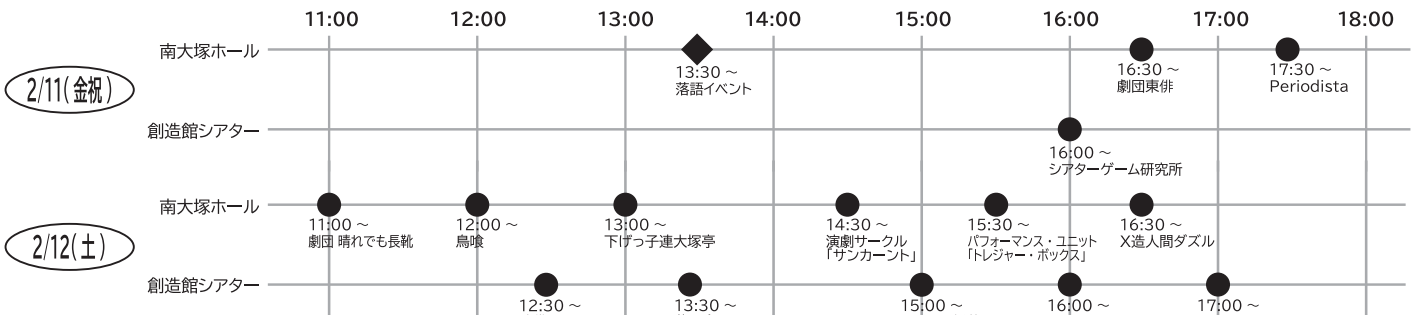 11:00 12:00 13:00 14:00 15:00 16:00 17:00 18:00
2/11(金祝)
南大塚ホール
13:30 ~
落語イベント
16:30 ~
劇団東俳
17:30 ~
Periodista
創造館シアター
16:00 ~
シアターゲーム研究所
2/12(土)
南大塚ホール
11:00 ~
劇団 晴れでも長靴
12:00 ~
鳥喰
13:00 ~
下げっ子連大塚亭
14:30 ~
演劇サークル
「サンカーント」
15:30 ~
パフォーマンス・ユニット
「トレジャー・ボックス」
16:30 ~
X造人間ダズル
創造館シアター
12:30 ~
13:30 ~
15:00 ~
16:00 ~
17:00 ~